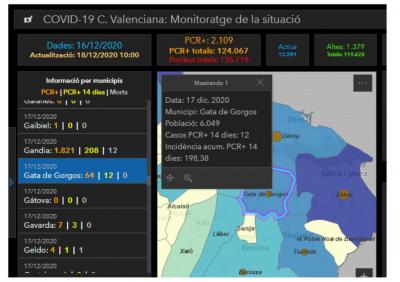 COVID-19 C. Valenciana: Monitoratge de la situació
Dades: 16/12/2020
Actualització: 18/12/2020 10:00
PCR+: 2.109
PCR+ totals: 124.067
Positius totals: 135.719
Actius
Altes: 1.379
Totals: 119.429
Informació per municipis
PCR+ | PCR+ 14 dies | Morts
17/12/2020
Gaibiel: 1 | 0 | 0
17/12/2020
Gandia: 1.821 | 208 | 12
17/12/2020
Gata de Gorgos: 64 | 12 | 0
17/12/2020
Gátova: 0 | 0 | 0
17/12/2020
Gavarda: 7 | 3 | 0
17/12/2020
Geldo: 4 | 1 | 1
17/12/2020
Mostrando 1
Data: 17 dic. 2020
Municipi: Gata de Gorgos
Població: 6.049
Casos PCR+ 14 dies: 12
Incidència acum. PCR+ 14
dies: 198,38
Dénia
Dénia
Xàbia / Jávea
Xàbia
Gata de Gorgos
Alcalalí
Llíber
Senija
Xaló
Benissa
Benissa
Teulada
Teulada
el Poble Nou de Benitatxell